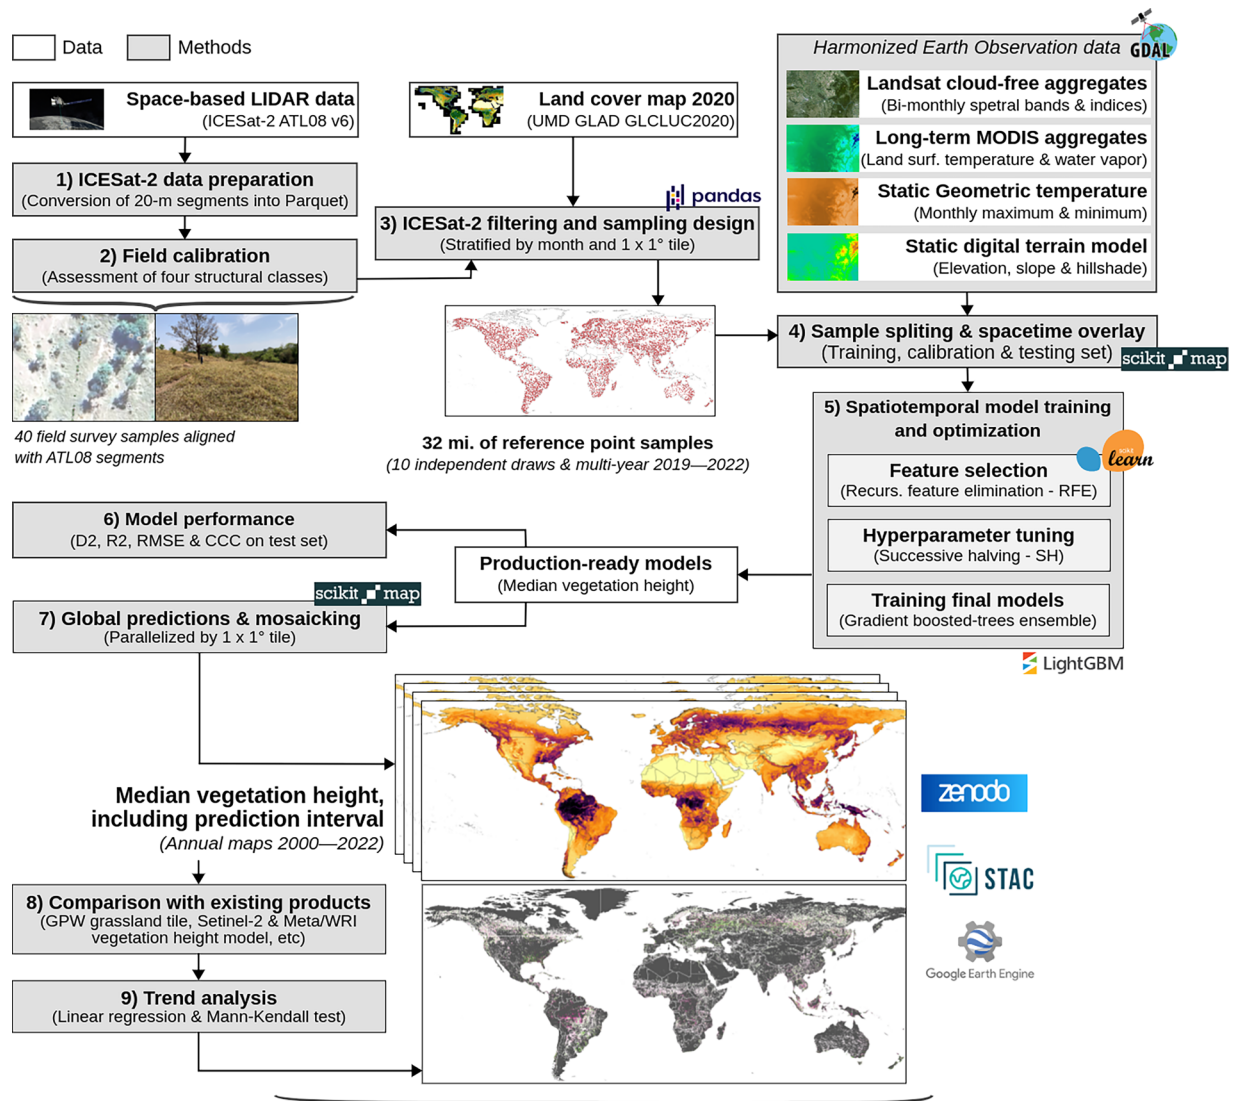 Data
Methods
Harmonized Earth Observation data
GDAL
Space-based LIDAR data
(ICESat-2 ATL08 v6)
Land cover map 2020
(UMD GLAD GLCLUC2020)
Landsat cloud-free aggregates
(Bi-monthly spetral bands & indices)
Long-term MODIS aggregates
(Land surf. temperature & water vapor)
Static Geometric temperature
(Monthly maximum & minimum)
Static digital terrain model
(Elevation, slope & hillshade)
1) ICESat-2 data preparation
(Conversion of 20-m segments into Parquet)
2) Field calibration
(Assessment of four structural classes)
pandas
3) ICESat-2 filtering and sampling design
(Stratified by month and 1 x 1° tile)
4) Sample spliting & spacetime overlay
(Training, calibration & testing set)
scikit map
40 field survey samples aligned
with ATL08 segments
32 mi. of reference point samples
(10 independent draws & multi-year 2019—2022)
5) Spatiotemporal model training
and optimization
scikit
learn
Feature selection
(Recurs. feature elimination - RFE)
Hyperparameter tuning
(Successive halving - SH)
Training final models
(Gradient boosted-trees ensemble)
LightGBM
6) Model performance
(D2, R2, RMSE & CCC on test set)
Production-ready models
(Median vegetation height)
scikit map
7) Global predictions & mosaicking
(Parallelized by 1 x 1° tile)
Median vegetation height,
including prediction interval
(Annual maps 2000—2022)
zenodo
STAC
Google Earth Engine
8) Comparison with existing products
(GPW grassland tile, Setinel-2 & Meta/WRI
vegetation height model, etc)
9) Trend analysis
(Linear regression & Mann-Kendall test)